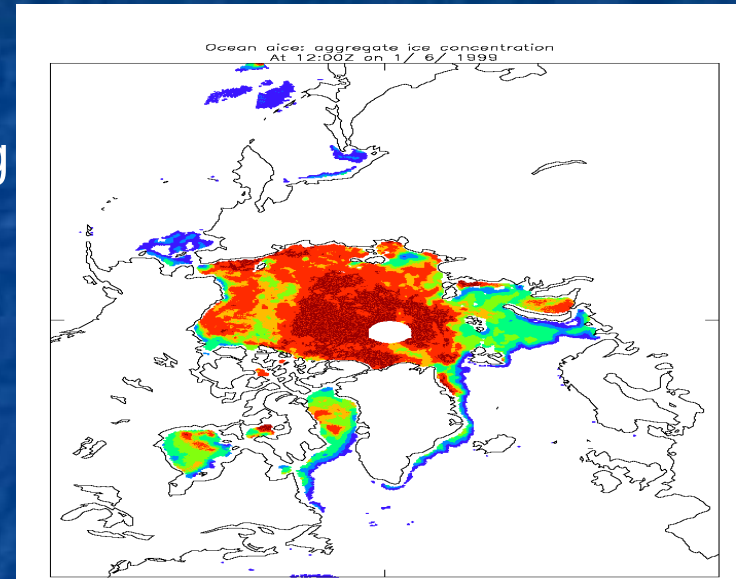 Ocean aice: aggregate ice concentration
At 12:00Z on 1/ 6/ 1999
g